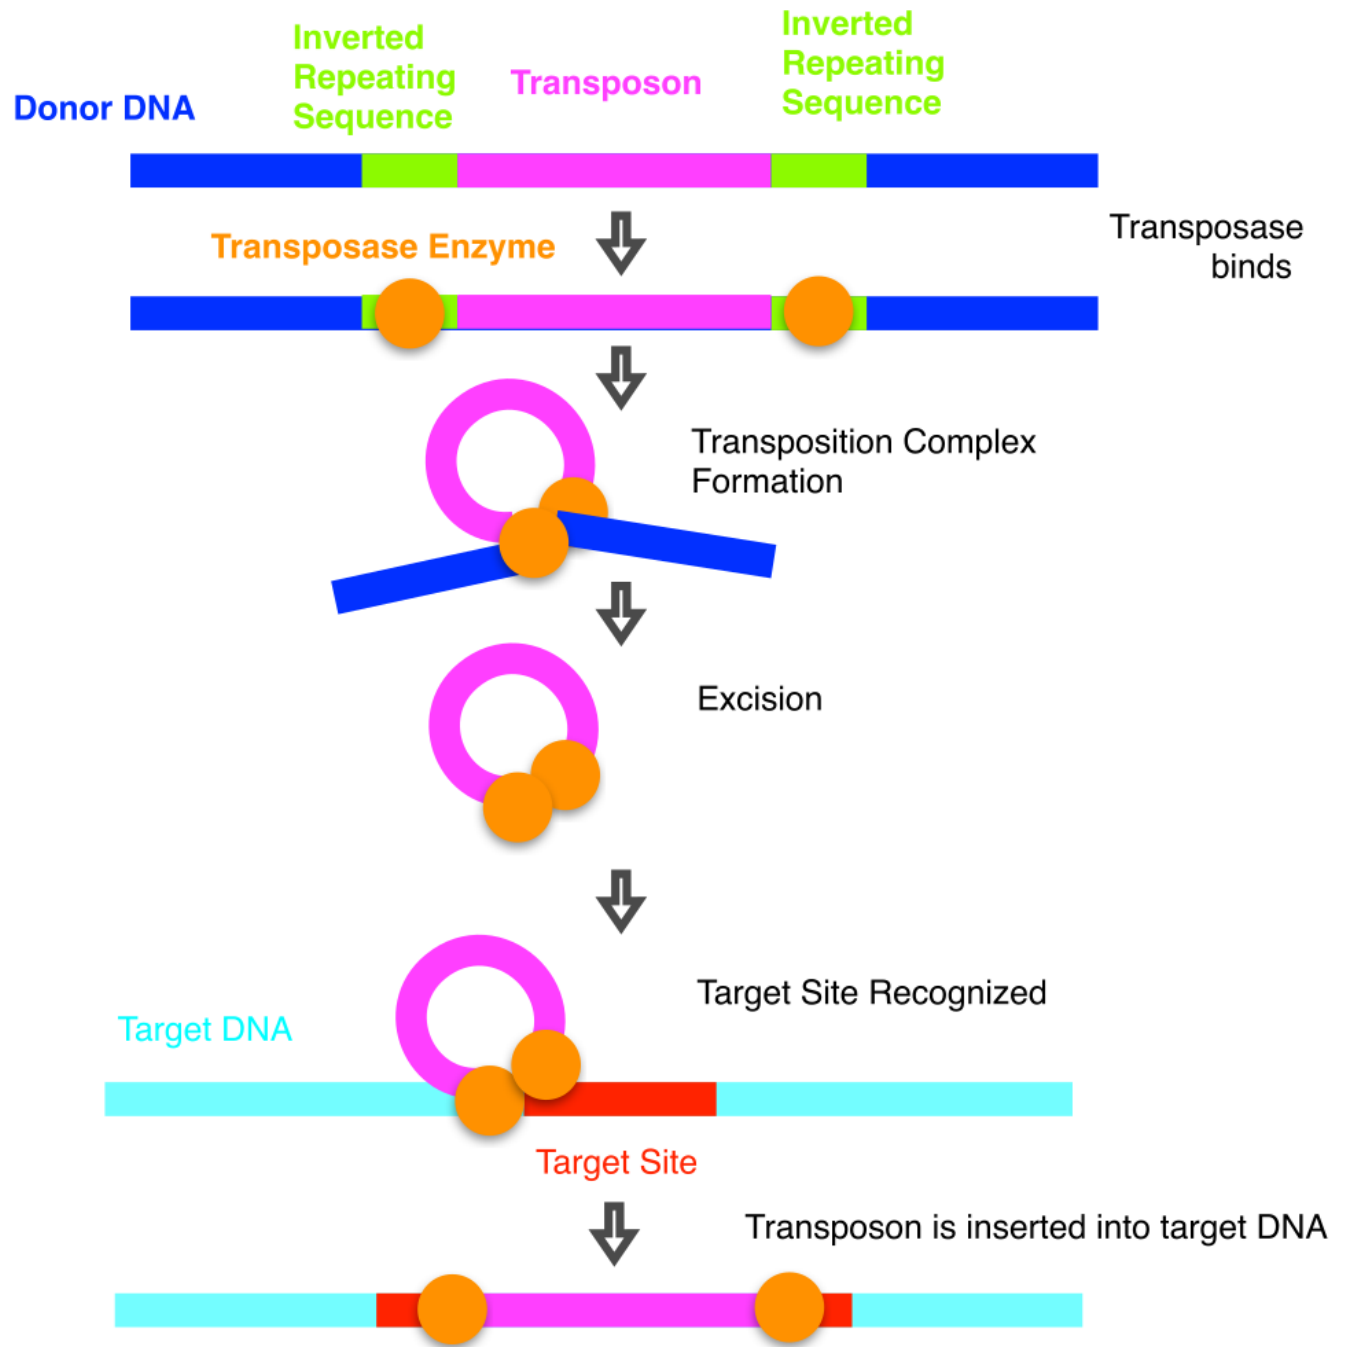 Donor DNA
Inverted
Repeating
Sequence
Transposon
Inverted
Repeating
Sequence
Transposase Enzyme
Transposase
binds
Transposition Complex
Formation
Excision
Target Site Recognized
Target DNA
Target Site
Transposon is inserted into target DNA